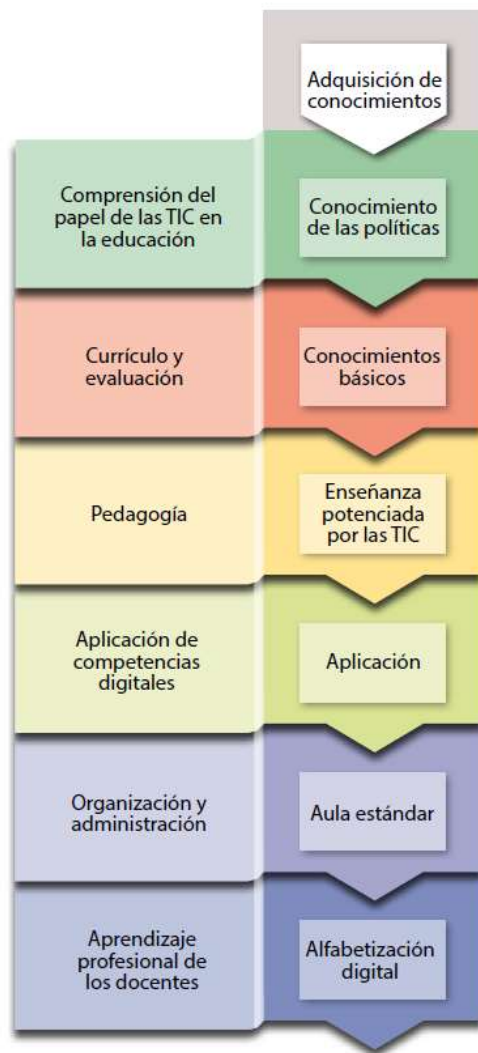 Adquisición de
conocimientos
Comprensión del
papel de las TIC en
la educación
Conocimiento
de las políticas
Currículo y
evaluación
Conocimientos
básicos
Pedagogía
Enseñanza
potenciada
por las TIC
Aplicación de
competencias
digitales
Aplicación
Organización y
administración
Aula estándar
Aprendizaje
profesional de
los docentes
Alfabetización
digital